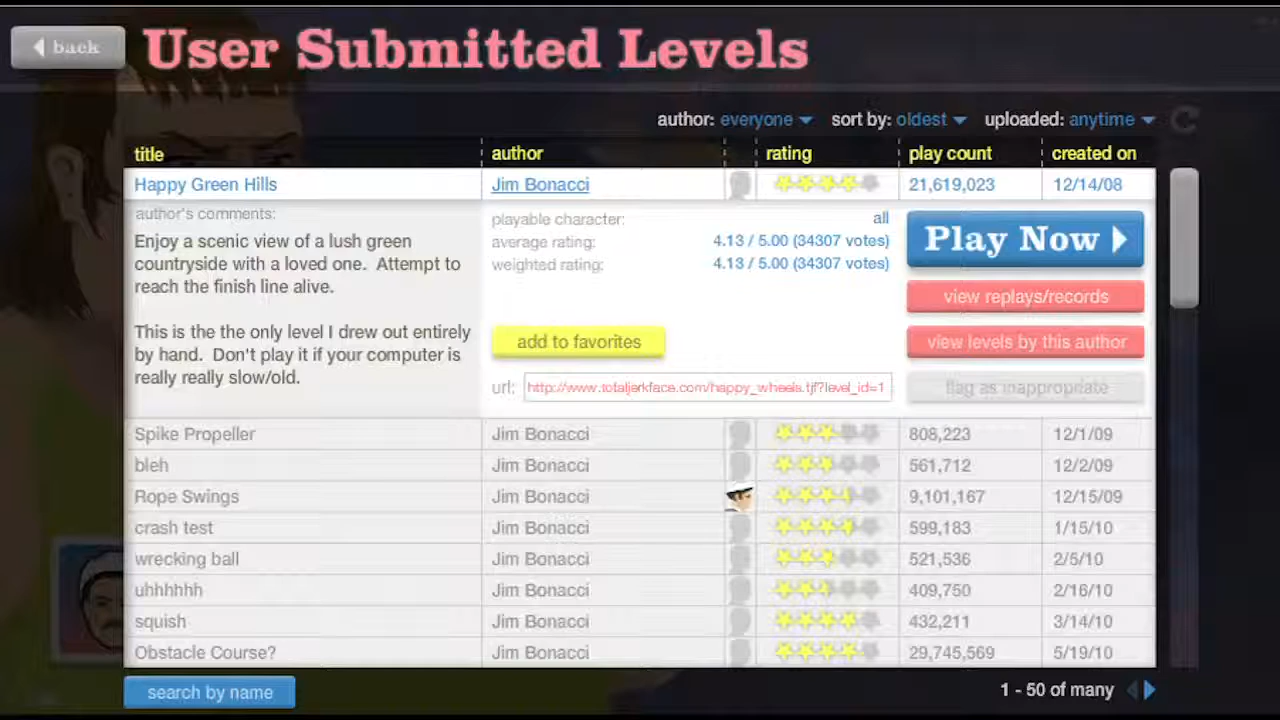 back
User Submitted Levels
author: everyone sort by: oldest uploaded: anytime
title author rating play count created on
Happy Green Hills Jim Bonacci 21,619,023 12/14/08
author's comments:
Enjoy a scenic view of a lush green
countryside with a loved one. Attempt to
reach the finish line alive.
This is the the only level I drew out entirely
by hand. Don't play it if your computer is
really really slow/old.
playable character: all
average rating: 4.13 / 5.00 (34307 votes)
weighted rating: 4.13 / 5.00 (34307 votes)
add to favorites
url: http://www.totaljerkface.com/happy_wheels.tjf?level_id=1
Play Now
view replays/records
view levels by this author
flag as inappropriate
Spike Propeller Jim Bonacci 808,223 12/1/09
bleh Jim Bonacci 561,712 12/2/09
Rope Swings Jim Bonacci 9,101,167 12/15/09
crash test Jim Bonacci 599,183 1/15/10
wrecking ball Jim Bonacci 521,536 2/5/10
uhhhhhh Jim Bonacci 409,750 2/16/10
squish Jim Bonacci 432,211 3/14/10
Obstacle Course? Jim Bonacci 29,745,569 5/19/10
search by name
1 - 50 of many